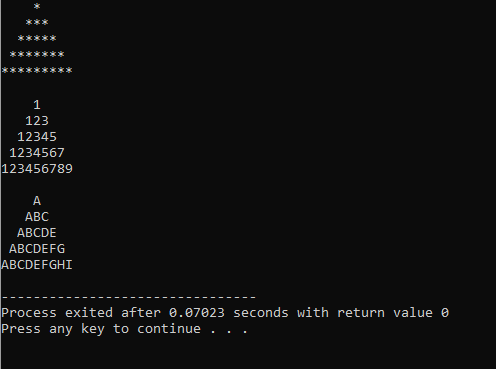 *
   ***
  *****
 *******
*********

    1
   123
  12345
 1234567
123456789

    A
   ABC
  ABCDE
 ABCDEFG
ABCDEFGHI

--------------------------------
Process exited after 0.07023 seconds with return value 0
Press any key to continue . . .